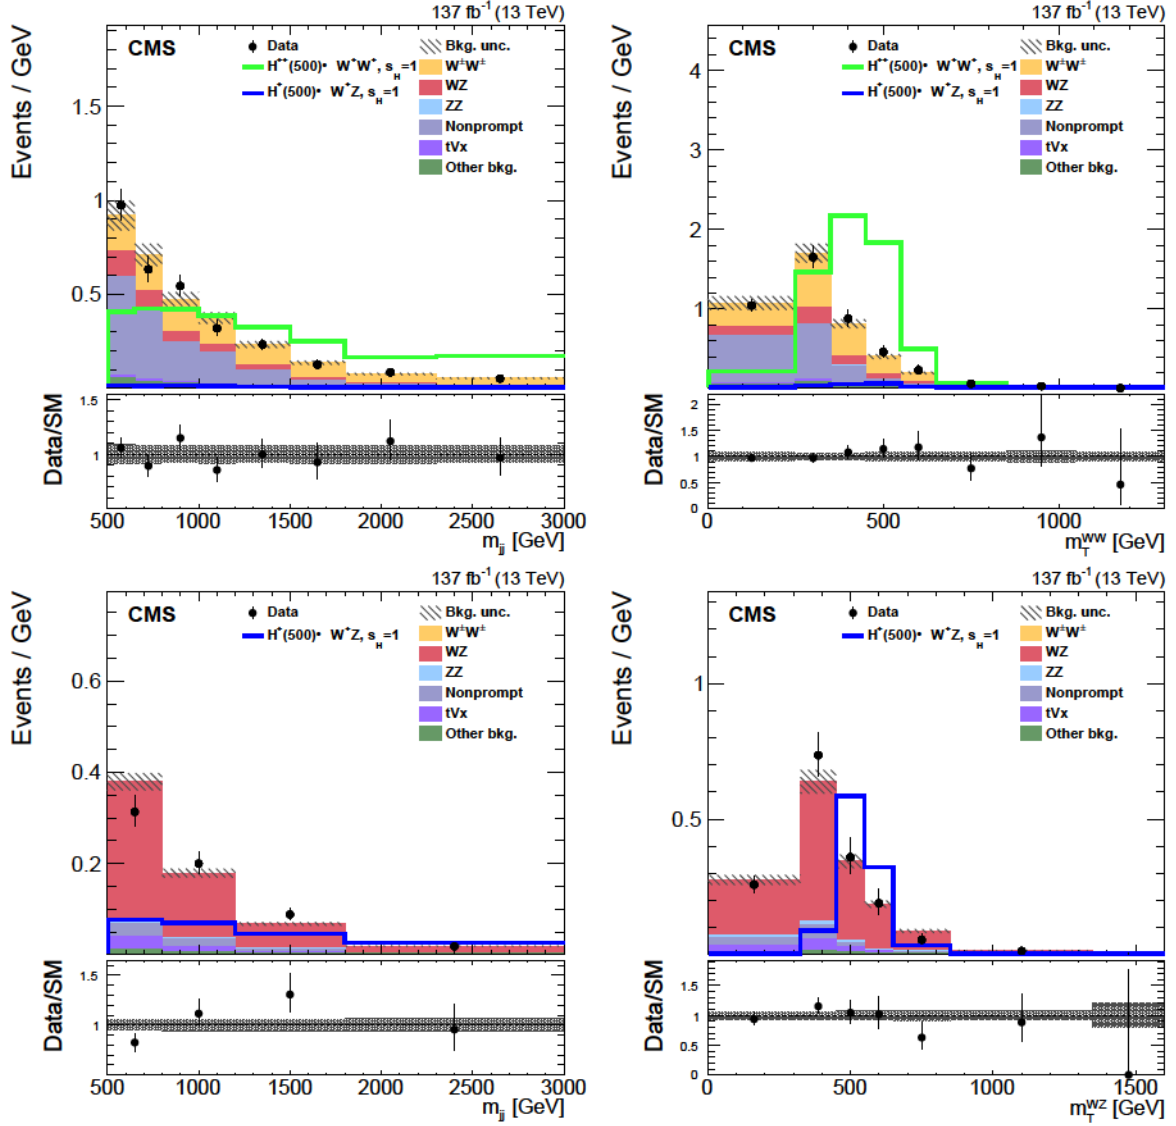 137 fb⁻¹ (13 TeV)
CMS
Data
H⁺⁺(500)• W⁺W⁺, s_H=1
H⁺(500)• W⁺Z, s_H=1
Bkg. unc.
W±W±
WZ
ZZ
Nonprompt
tVx
Other bkg.
Events / GeV
1.5
1
0.5
Data/SM
1.5
1
500 1000 1500 2000 2500 3000
m_jj [GeV]
137 fb⁻¹ (13 TeV)
CMS
Data
H⁺⁺(500)• W⁺W⁺, s_H=1
H⁺(500)• W⁺Z, s_H=1
Bkg. unc.
W±W±
WZ
ZZ
Nonprompt
tVx
Other bkg.
Events / GeV
4
3
2
1
Data/SM
2
1.5
1
0.5
0
0 500 1000
m_T^WW [GeV]
137 fb⁻¹ (13 TeV)
CMS
Data
H⁺(500)• W⁺Z, s_H=1
Bkg. unc.
W±W±
WZ
ZZ
Nonprompt
tVx
Other bkg.
Events / GeV
0.6
0.4
0.2
Data/SM
1.5
1
500 1000 1500 2000 2500 3000
m_jj [GeV]
137 fb⁻¹ (13 TeV)
CMS
Data
H⁺(500)• W⁺Z, s_H=1
Bkg. unc.
W±W±
WZ
ZZ
Nonprompt
tVx
Other bkg.
Events / GeV
1
0.5
Data/SM
1.5
1
0.5
0
0 500 1000 1500
m_T^WZ [GeV]